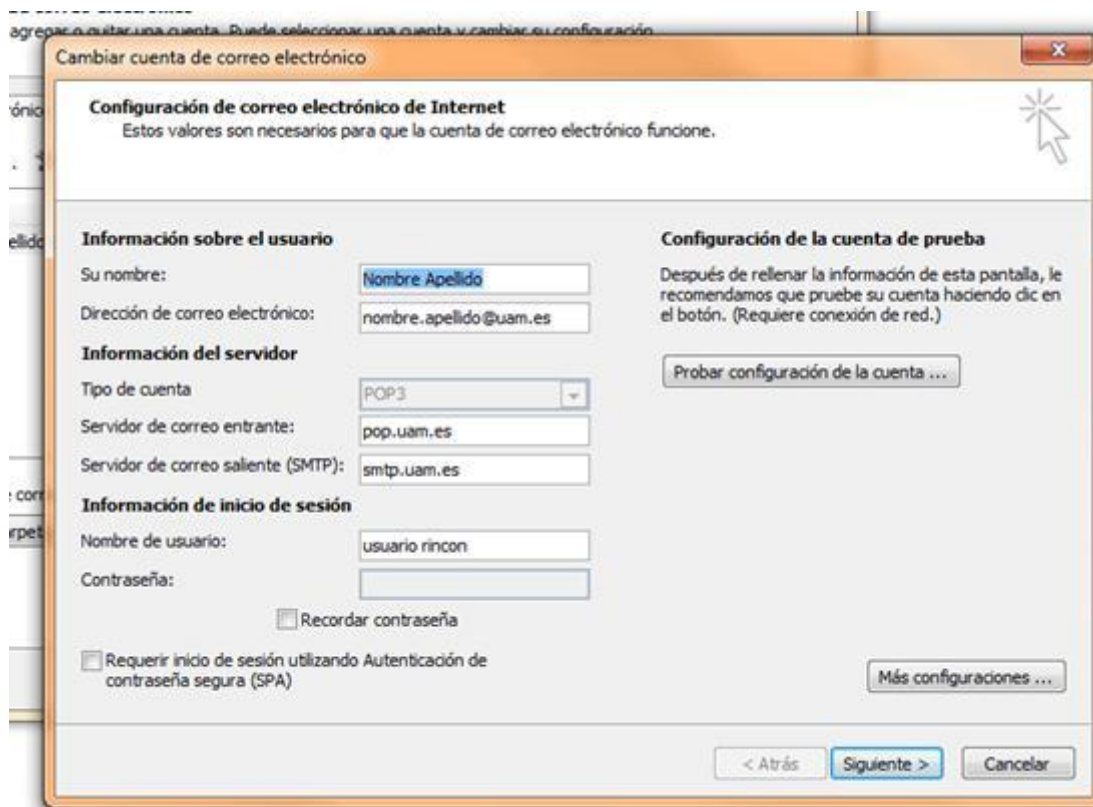 agregar o quitar una cuenta. Puede seleccionar una cuenta y cambiar su configuración.
Cambiar cuenta de correo electrónico
Configuración de correo electrónico de Internet
Estos valores son necesarios para que la cuenta de correo electrónico funcione.
Información sobre el usuario
Su nombre:
Nombre Apellido
Dirección de correo electrónico:
nombre.apellido@uam.es
Información del servidor
Tipo de cuenta
POP3
Servidor de correo entrante:
pop.uam.es
Servidor de correo saliente (SMTP):
smtp.uam.es
Información de inicio de sesión
Nombre de usuario:
usuario rincon
Contraseña:
Recordar contraseña
Requerir inicio de sesión utilizando Autenticación de
contraseña segura (SPA)
Configuración de la cuenta de prueba
Después de rellenar la información de esta pantalla, le
recomendamos que pruebe su cuenta haciendo clic en
el botón. (Requiere conexión de red.)
Probar configuración de la cuenta ...
Más configuraciones ...
< Atrás
Siguiente >
Cancelar